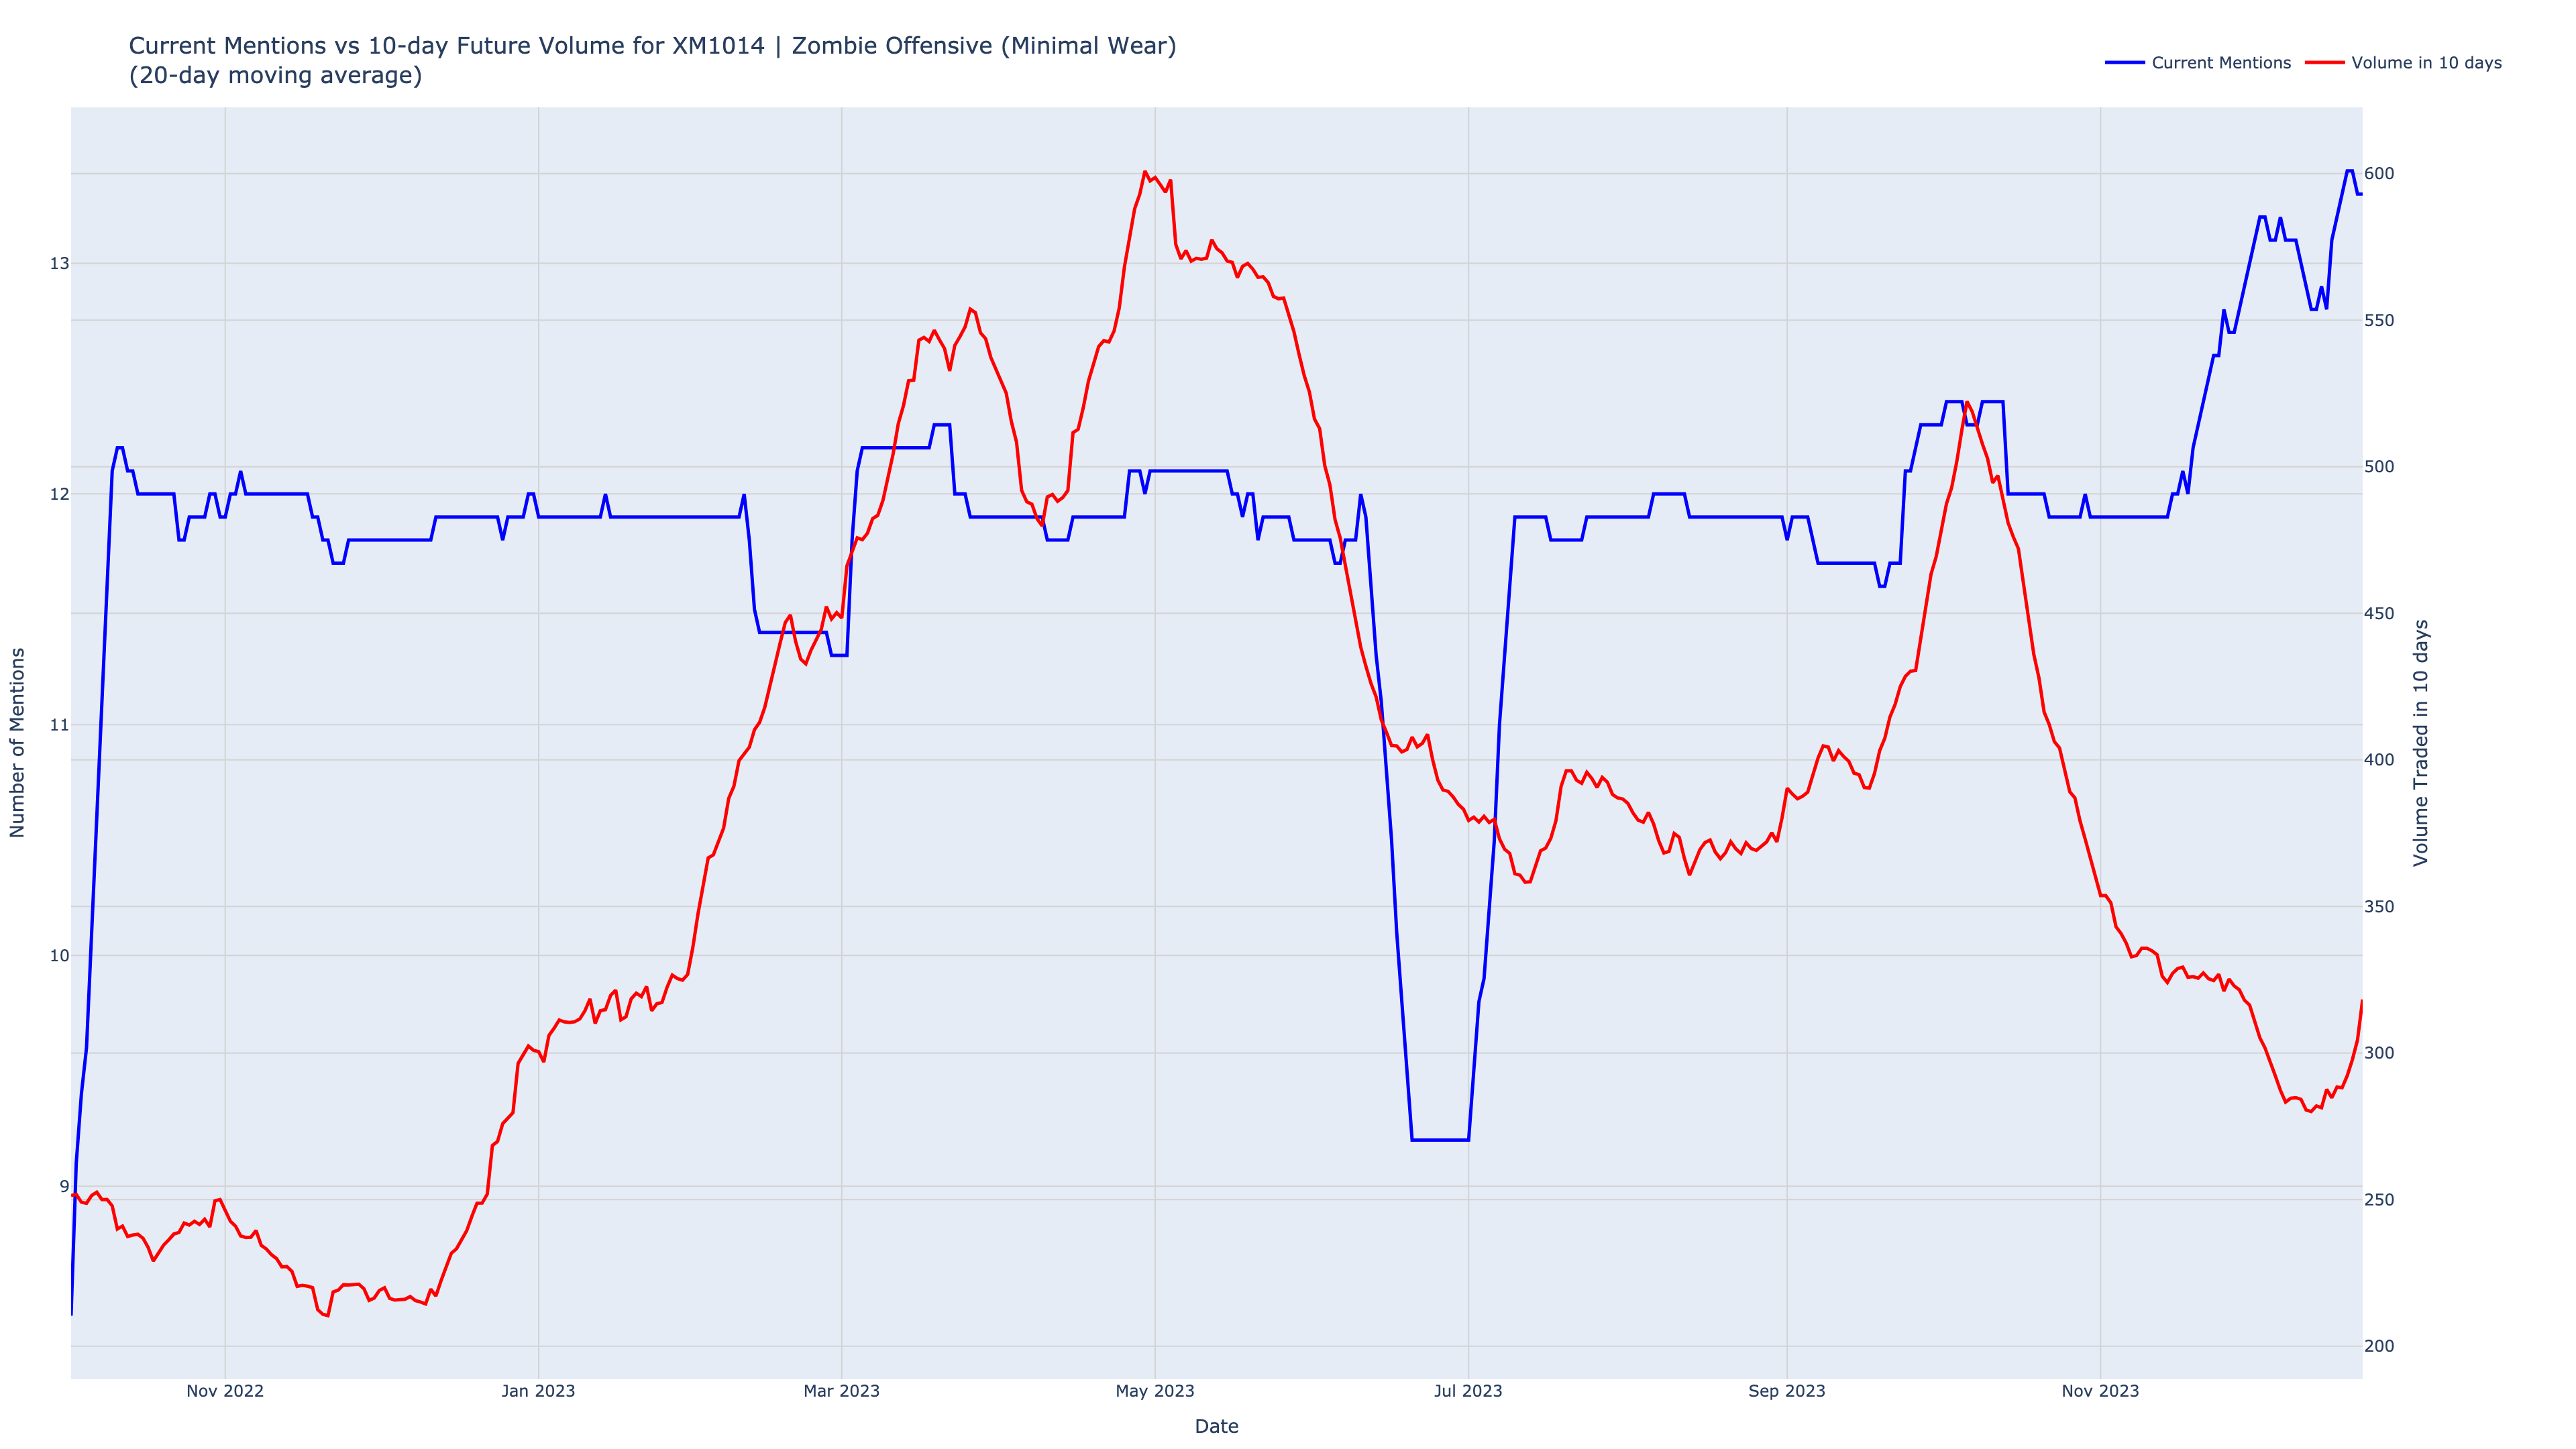 Current Mentions vs 10-day Future Volume for XM1014 | Zombie Offensive (Minimal Wear)
(20-day moving average)
Current Mentions
Volume in 10 days
Number of Mentions
13
12
11
10
9
600
550
500
450
400
350
300
250
200
Volume Traded in 10 days
Nov 2022
Jan 2023
Mar 2023
May 2023
Jul 2023
Sep 2023
Nov 2023
Date